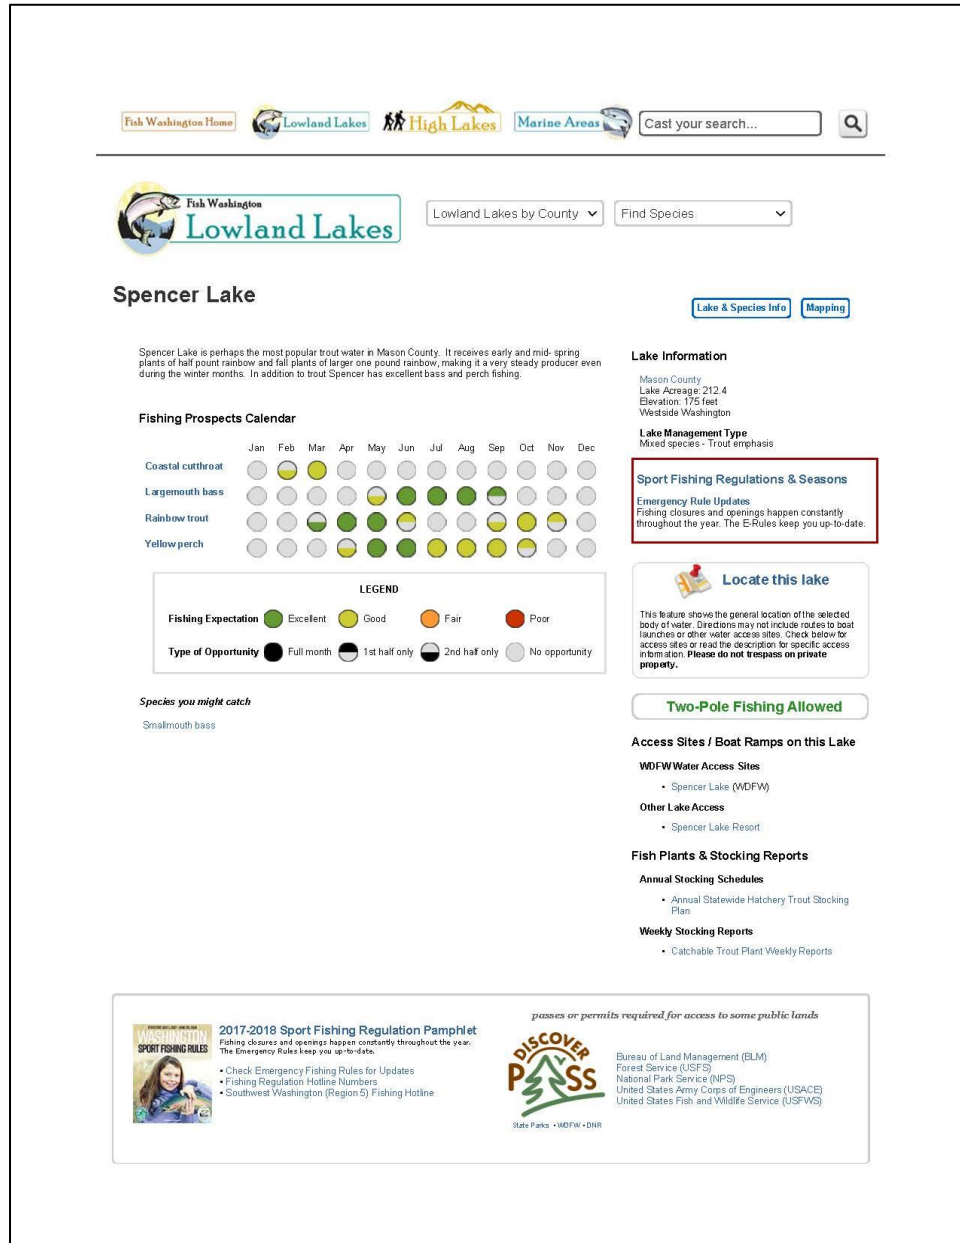 Fish Washington Home
Lowland Lakes
High Lakes
Marine Areas
Cast your search...
Fish Washington
Lowland Lakes
Lowland Lakes by County
Find Species
Spencer Lake
Lake & Species Info
Mapping
Spencer Lake is perhaps the most popular trout water in Mason County. It receives early and mid- spring
plants of half pount rainbow and fall plants of larger one pound rainbow, making it a very steady producer even
during the winter months. In addition to trout Spencer has excellent bass and perch fishing.
Fishing Prospects Calendar
Jan Feb Mar Apr May Jun Jul Aug Sep Oct Nov Dec
Coastal cutthroat
Largemouth bass
Rainbow trout
Yellow perch
LEGEND
Fishing Expectation Excellent Good Fair Poor
Type of Opportunity Full month 1st half only 2nd half only No opportunity
Species you might catch
Smallmouth bass
Lake Information
Mason County
Lake Acreage: 212.4
Elevation: 175 feet
Westside Washington
Lake Management Type
Mixed species - Trout emphasis
Sport Fishing Regulations & Seasons
Emergency Rule Updates
Fishing closures and openings happen constantly
throughout the year. The E-Rules keep you up-to-date.
Locate this lake
This feature shows the general location of the selected
body of water. Directions may not include routes to boat
launches or other water access sites. Check below for
access sites or read the description for specific access
information. Please do not trespass on private
property.
Two-Pole Fishing Allowed
Access Sites / Boat Ramps on this Lake
WDFW Water Access Sites
• Spencer Lake (WDFW)
Other Lake Access
• Spencer Lake Resort
Fish Plants & Stocking Reports
Annual Stocking Schedules
• Annual Statewide Hatchery Trout Stocking
Plan
Weekly Stocking Reports
• Catchable Trout Plant Weekly Reports
WASHINGTON
SPORT FISHING RULES
2017-2018 Sport Fishing Regulation Pamphlet
Fishing closures and openings happen constantly throughout the year.
The Emergency Rules keep you up-to-date.
• Check Emergency Fishing Rules for Updates
• Fishing Regulation Hotline Numbers
• Southwest Washington (Region 5) Fishing Hotline
passes or permits required for access to some public lands
DISCOVER
PASS
State Parks • WDFW • DNR
Bureau of Land Management (BLM)
Forest Service (USFS)
National Park Service (NPS)
United States Army Corps of Engineers (USACE)
United States Fish and Wildlife Service (USFWS)